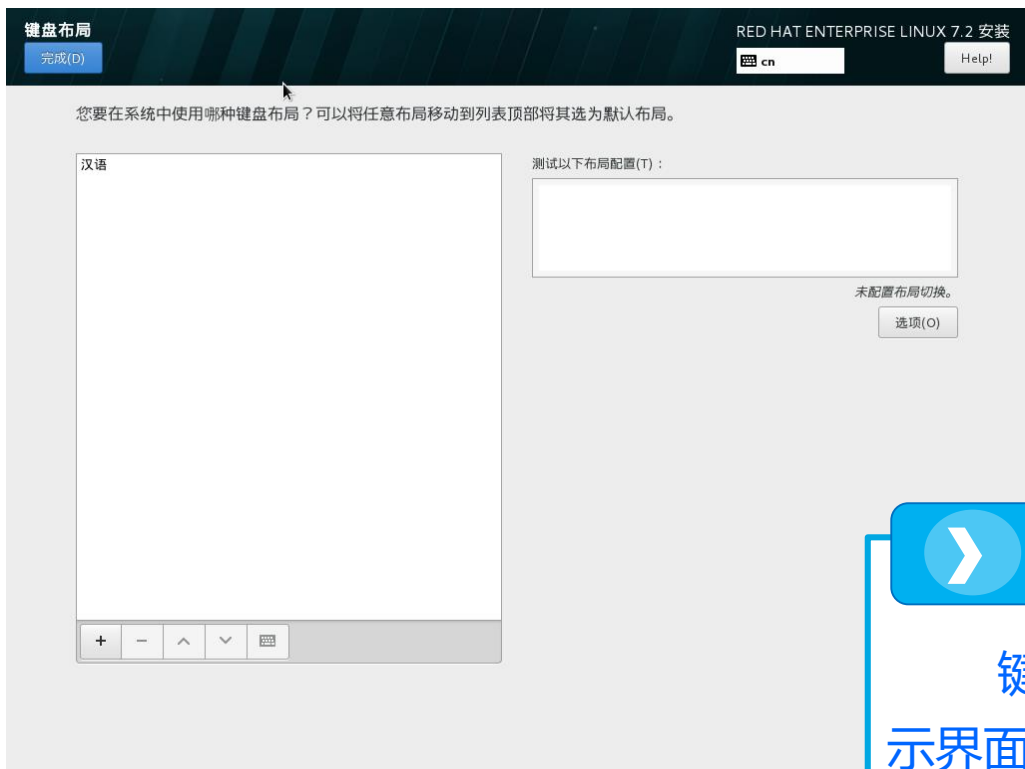 键盘布局
RED HAT ENTERPRISE LINUX 7.2 安装
完成(D)
cn
Help!
您要在系统中使用哪种键盘布局？可以将任意布局移动到列表顶部将其选为默认布局。
汉语
测试以下布局配置(T)：
未配置布局切换。
选项(O)
键
示界面